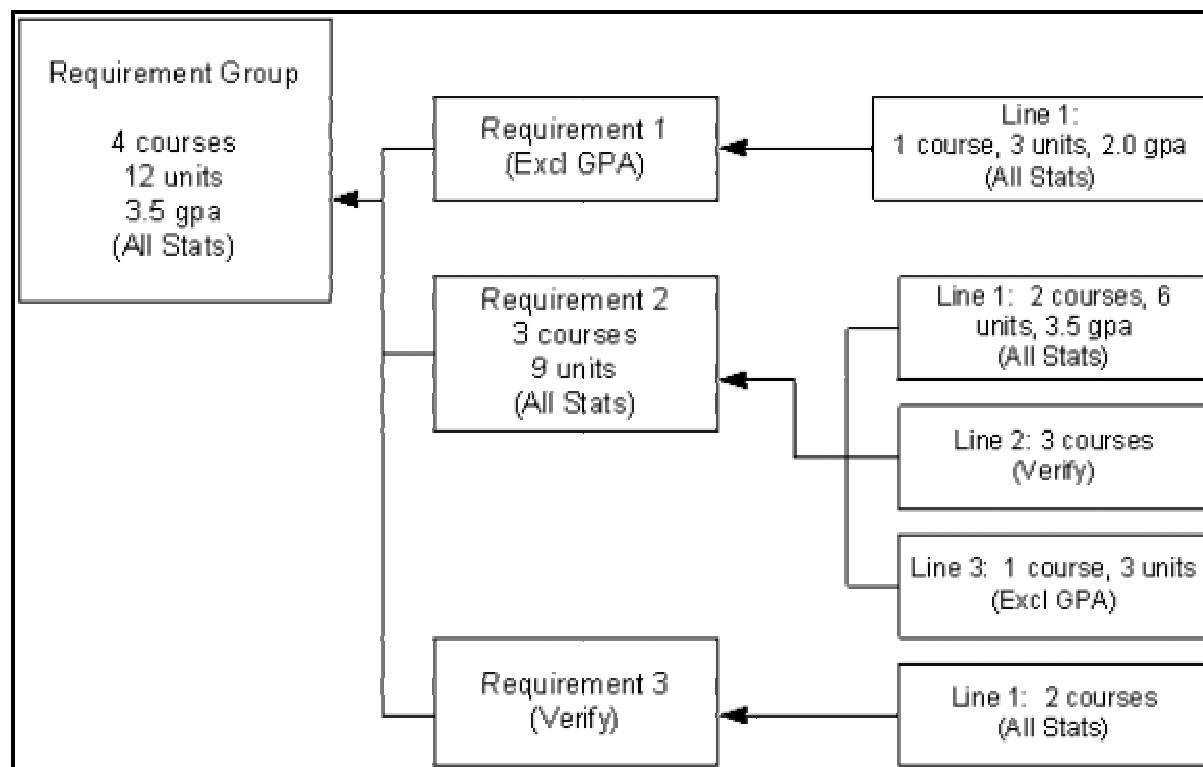 Requirement Group
4 courses
12 units
3.5 gpa
(All Stats)
Requirement 1
(Excl GPA)
Line 1:
1 course, 3 units, 2.0 gpa
(All Stats)
Requirement 2
3 courses
9 units
(All Stats)
Line 1: 2 courses, 6
units, 3.5 gpa
(All Stats)
Line 2: 3 courses
(Verify)
Line 3: 1 course, 3 units
(Excl GPA)
Requirement 3
(Verify)
Line 1: 2 courses
(All Stats)